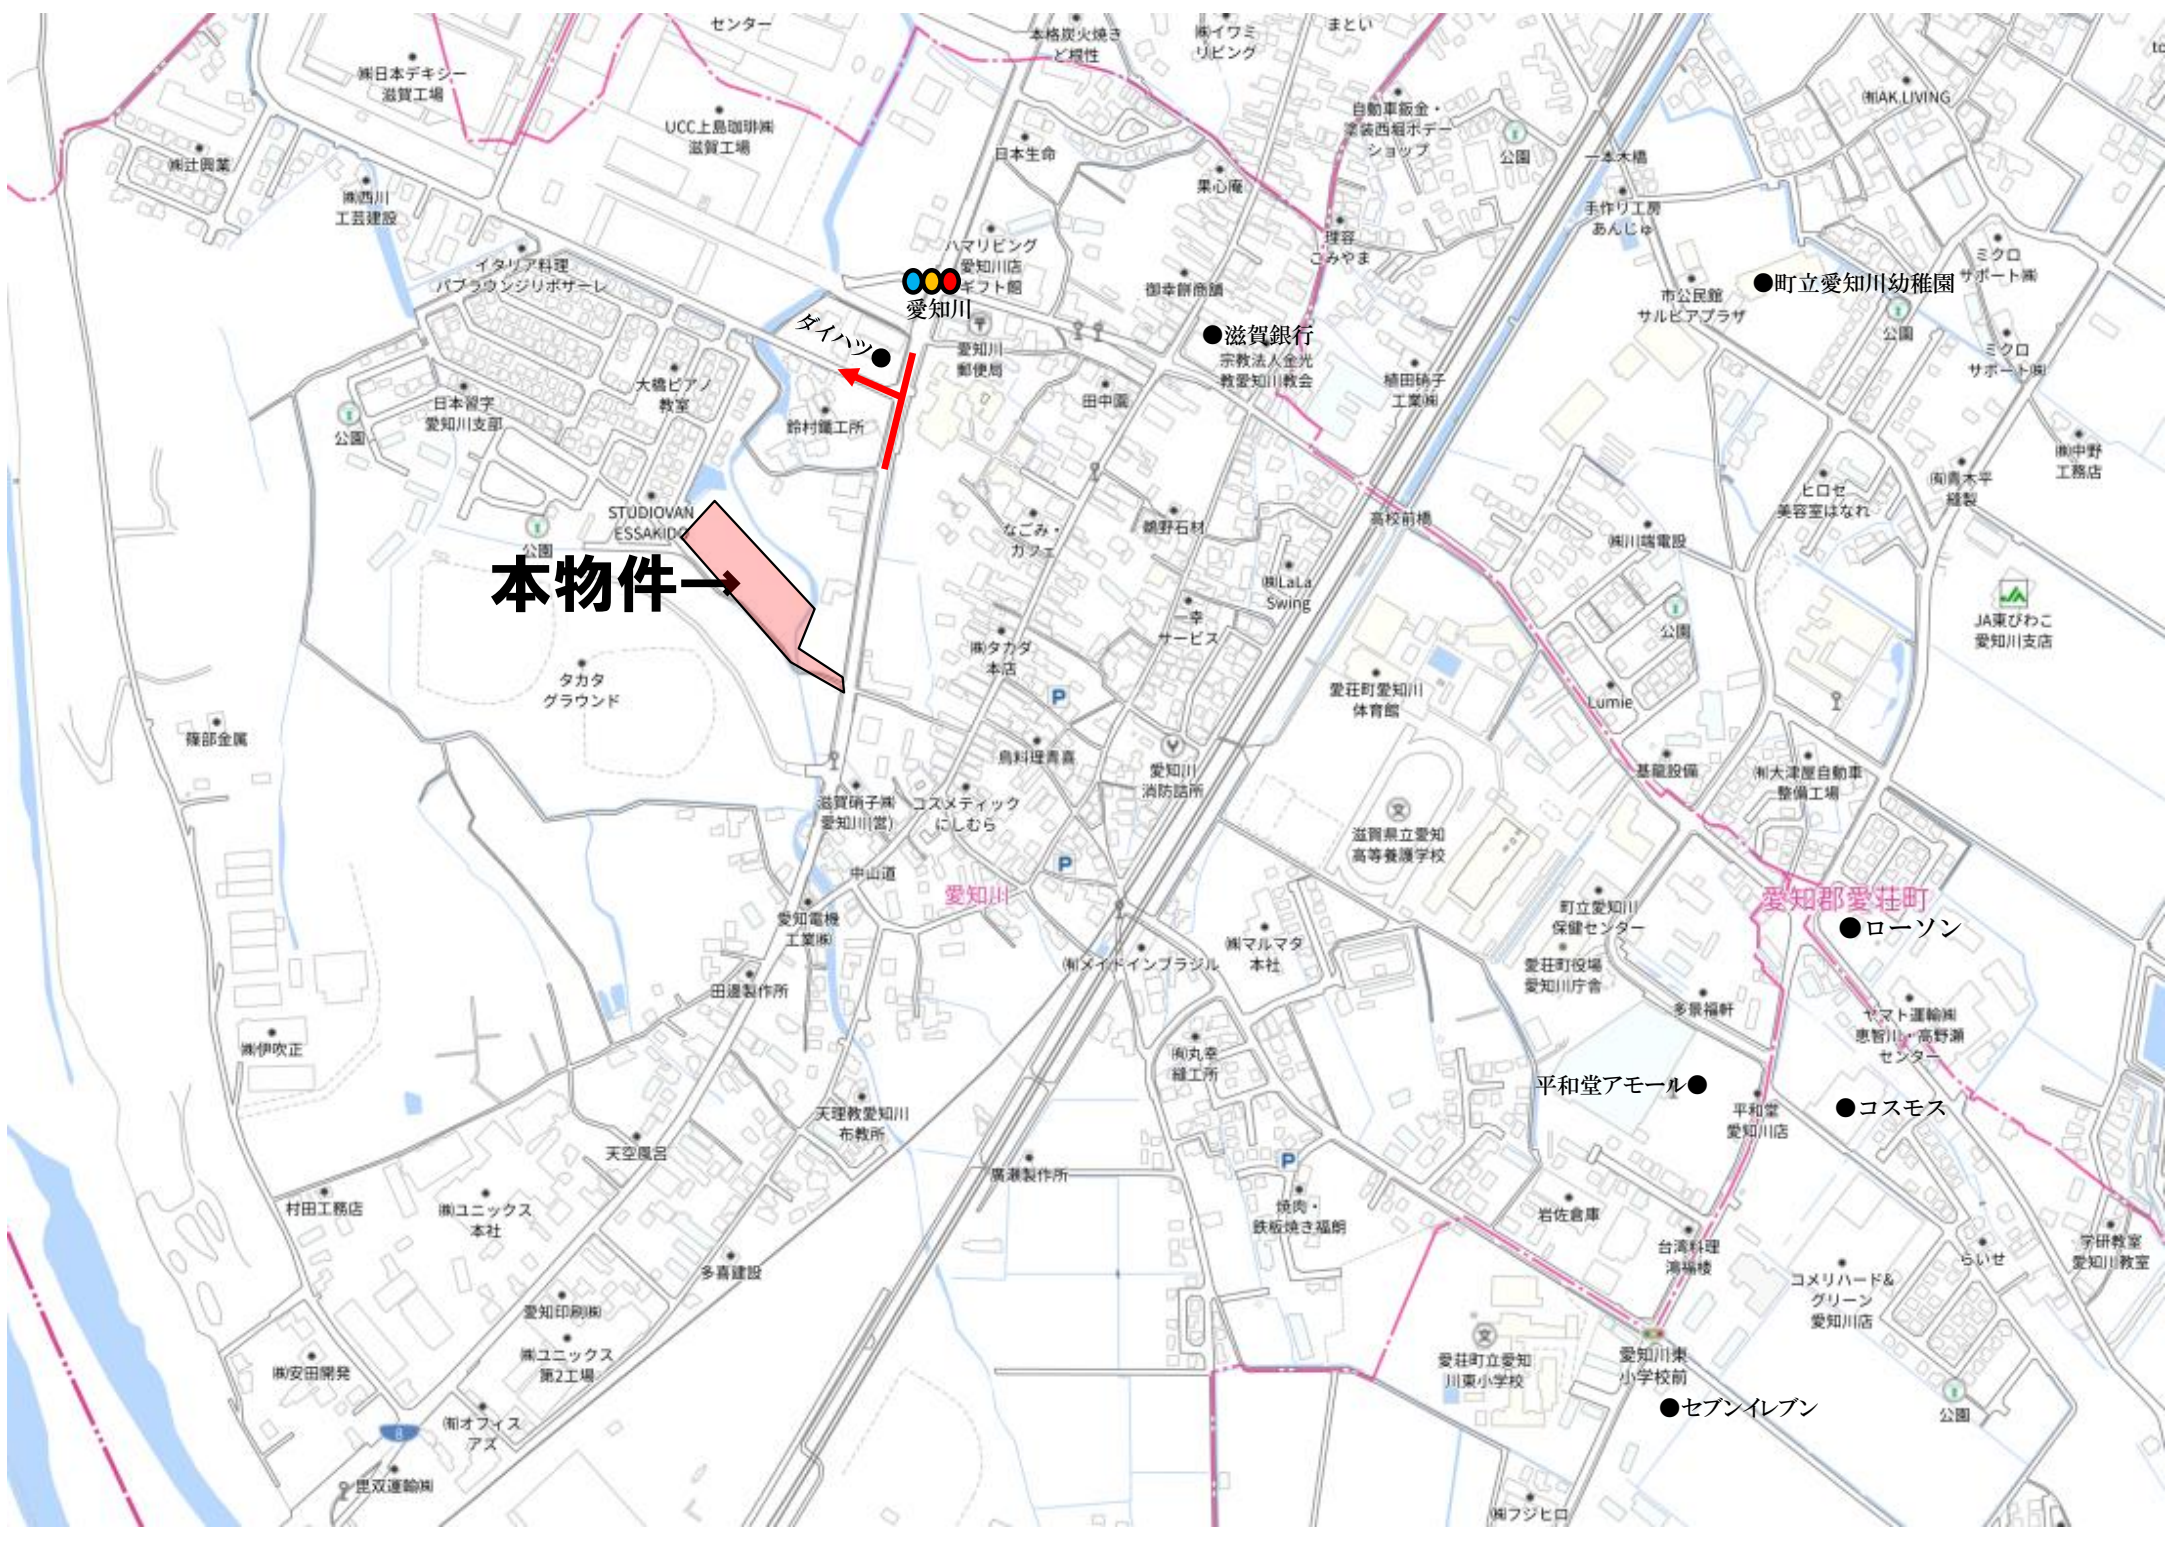 センター
本格炭火焼き
ど根性
㈱イワミ
リビング
まとい
㈱日本デキシー
滋賀工場
UCC上島珈琲㈱
滋賀工場
自動車鈑金・
塗装西堀ボデー
ショップ
㈲AK.LIVING
㈱辻興業
日本生命
公園
一本木橋
果心庵
㈱西川
工芸建設
手作り工房
あんじゅ
理容
こみやま
ハマリビング
愛知川店
ギフト館
イタリア料理
パブラウンジリボザーレ
御幸餅商舗
市公民館
サルビアプラザ
●町立愛知川幼稚園
ミクロ
サポート㈱
愛知川
ダイハツ●
愛知川
郵便局
●滋賀銀行
宗教法人金光
教愛知川教会
公園
ミクロ
サポート㈱
大橋ピアノ
教室
日本習字
愛知川支部
公園
鈴村鐵工所
田中園
植田硝子
工業㈱
㈱中野
工務店
ヒロセ
美容室はなれ
㈲青木平
縫製
STUDIOVAN
ESSAKIDO
公園
なごみ・
カフェ
鵜野石材
高校前橋
㈱川端電設
本物件→
㈱LaLa
Swing
一幸
サービス
公園
JA東びわこ
愛知川支店
㈱タカダ
本店
タカタ
グラウンド
P
愛荘町愛知川
体育館
Lumie
篠部金属
鳥料理青喜
愛知川
消防詰所
基龍設備
㈲大津屋自動車
整備工場
滋賀硝子㈱
愛知川(営)
コスメティック
にしむら
滋賀県立愛知
高等養護学校
P
中山道
愛知川
愛知郡愛荘町
●ローソン
愛知電機
工業㈱
町立愛知川
保健センター
㈱マルマタ
本社
㈲メイドインブラジル
愛荘町役場
愛知川庁舎
田邉製作所
多景福軒
ヤマト運輸㈱
恵智川・高野瀬
センター
㈱伊吹正
㈲丸幸
縫工所
平和堂アモール●
平和堂
愛知川店
●コスモス
天理教愛知川
布教所
天空風呂
廣瀬製作所
P
村田工務店
㈱ユニックス
本社
焼肉・
鉄板焼き福朗
岩佐倉庫
台湾料理
鴻福楼
学研教室
愛知川教室
らいせ
多喜建設
コメリハード&
グリーン
愛知川店
愛知印刷㈱
㈱ユニックス
第2工場
㈱安田開発
愛荘町立愛知
川東小学校
愛知川東
小学校前
●セブンイレブン
公園
8
㈲オフィス
アズ
毘双運輸㈱
㈱フジヒロ